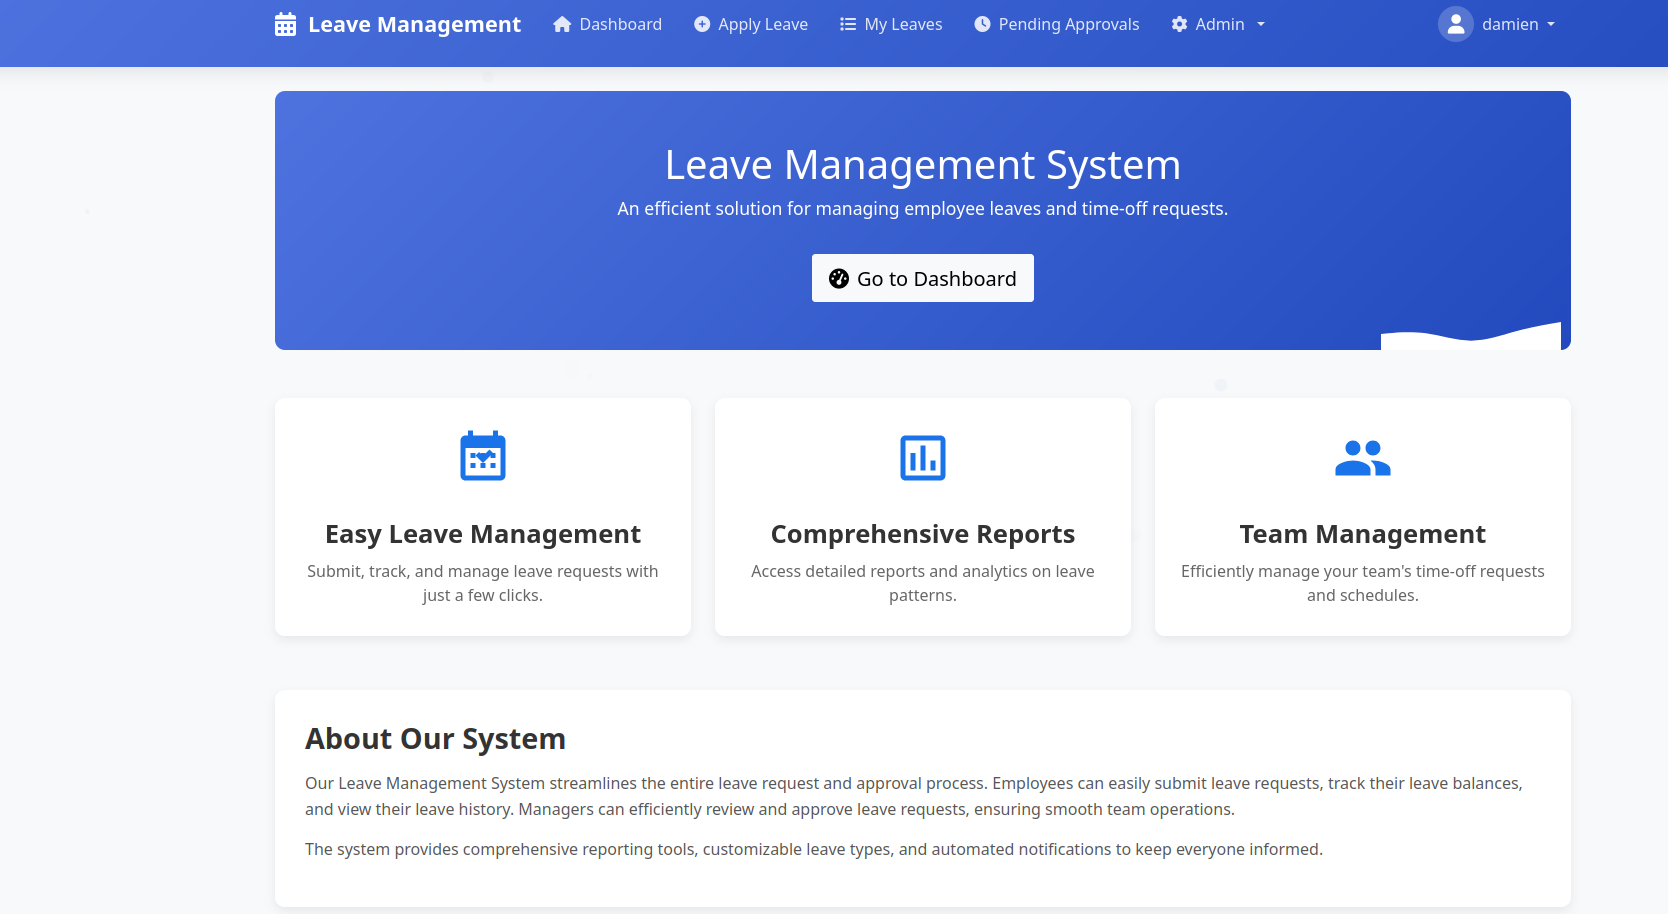 Leave Management Dashboard Apply Leave My Leaves Pending Approvals Admin damien
Leave Management System
An efficient solution for managing employee leaves and time-off requests.
Go to Dashboard
Easy Leave Management
Submit, track, and manage leave requests with
just a few clicks.
Comprehensive Reports
Access detailed reports and analytics on leave
patterns.
Team Management
Efficiently manage your team's time-off requests
and schedules.
About Our System
Our Leave Management System streamlines the entire leave request and approval process. Employees can easily submit leave requests, track their leave balances,
and view their leave history. Managers can efficiently review and approve leave requests, ensuring smooth team operations.
The system provides comprehensive reporting tools, customizable leave types, and automated notifications to keep everyone informed.